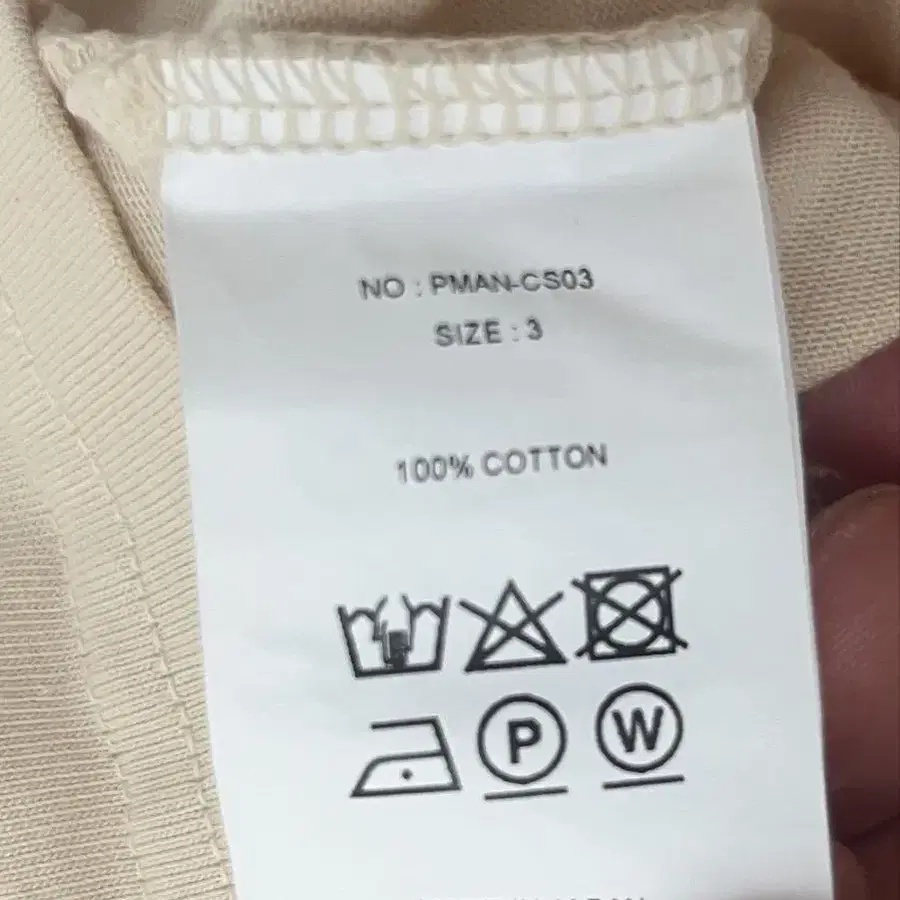 NO : PMAN-CS03
SIZE : 3
100% COTTON
P W